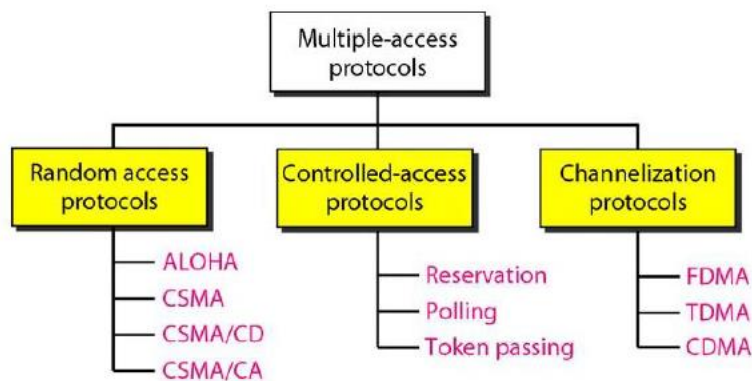 Multiple-access
protocols
Random access
protocols
Controlled-access
protocols
Channelization
protocols
ALOHA
CSMA
CSMA/CD
CSMA/CA
Reservation
Polling
Token passing
FDMA
TDMA
CDMA